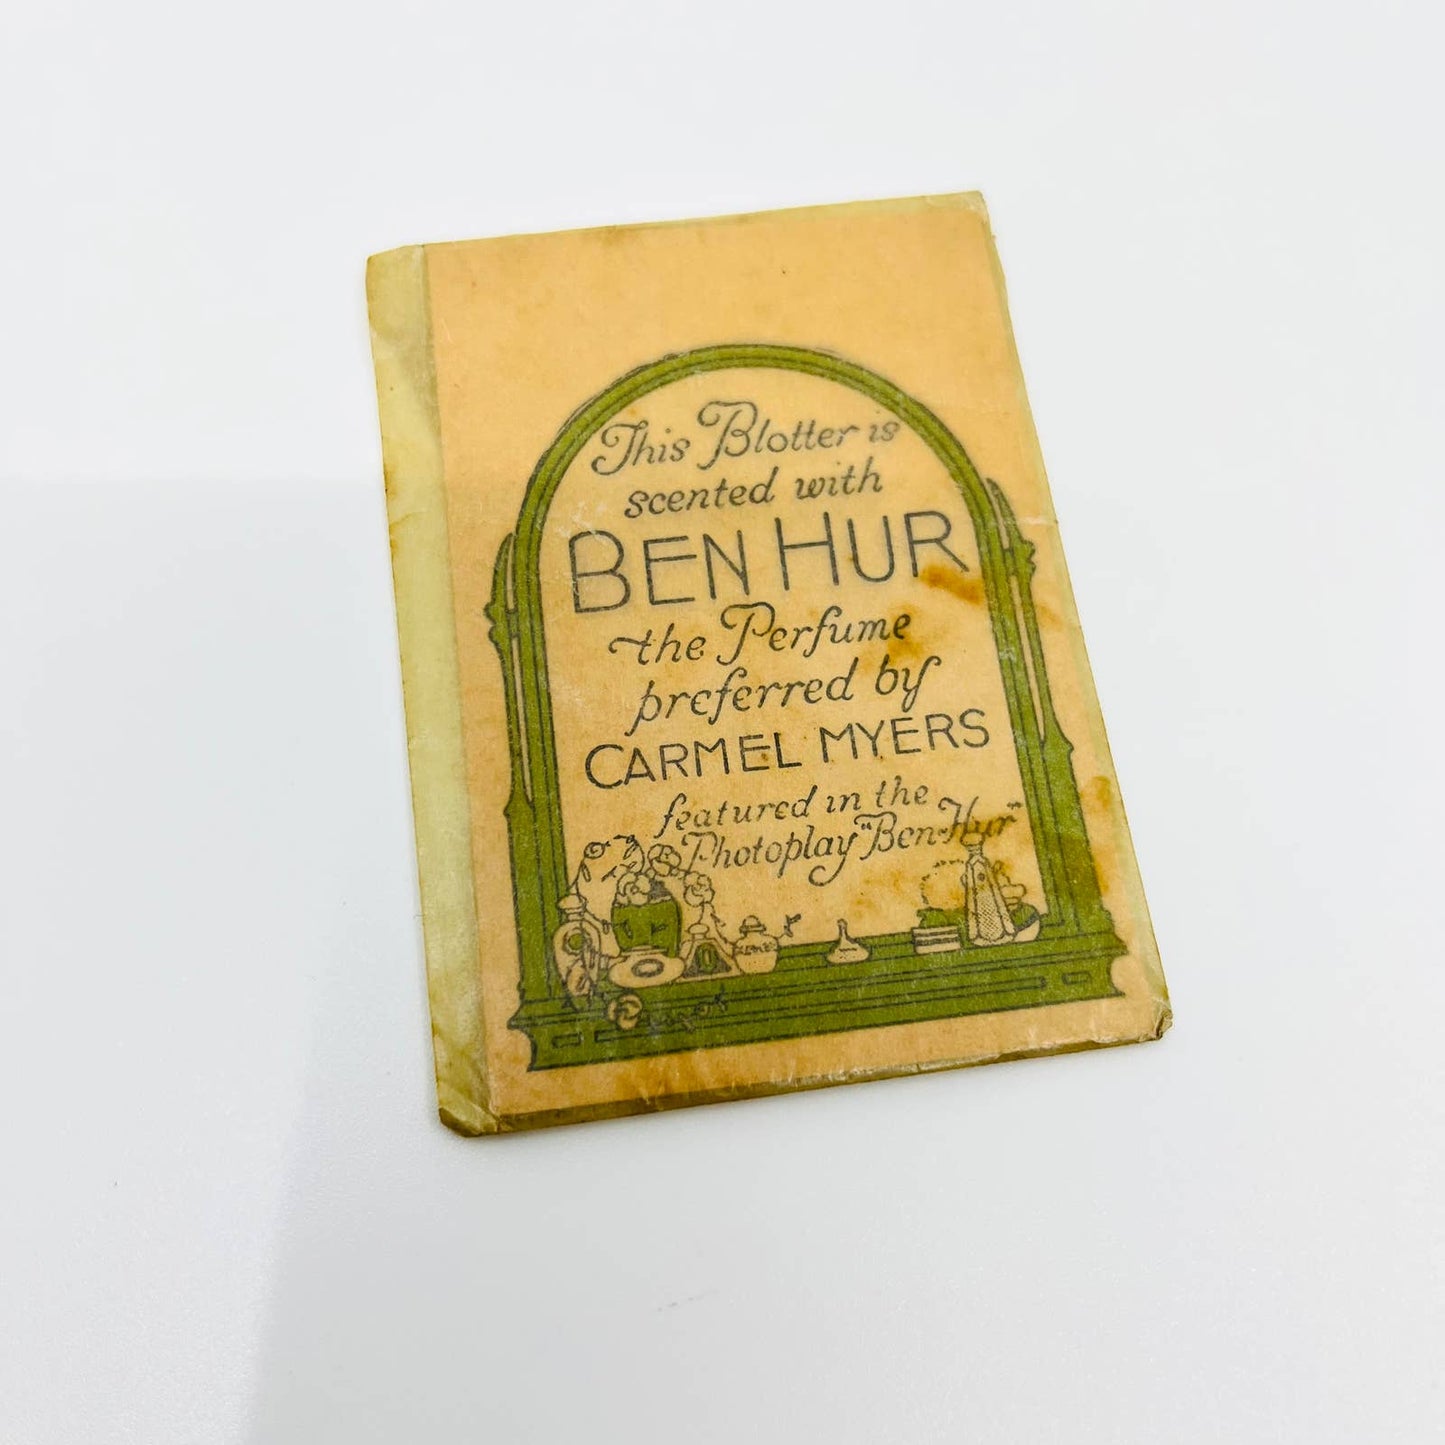 This Blotter is
scented with
BEN HUR
the Perfume
preferred by
CARMEL MYERS
featured in the
Photoplay "Ben-Hur"